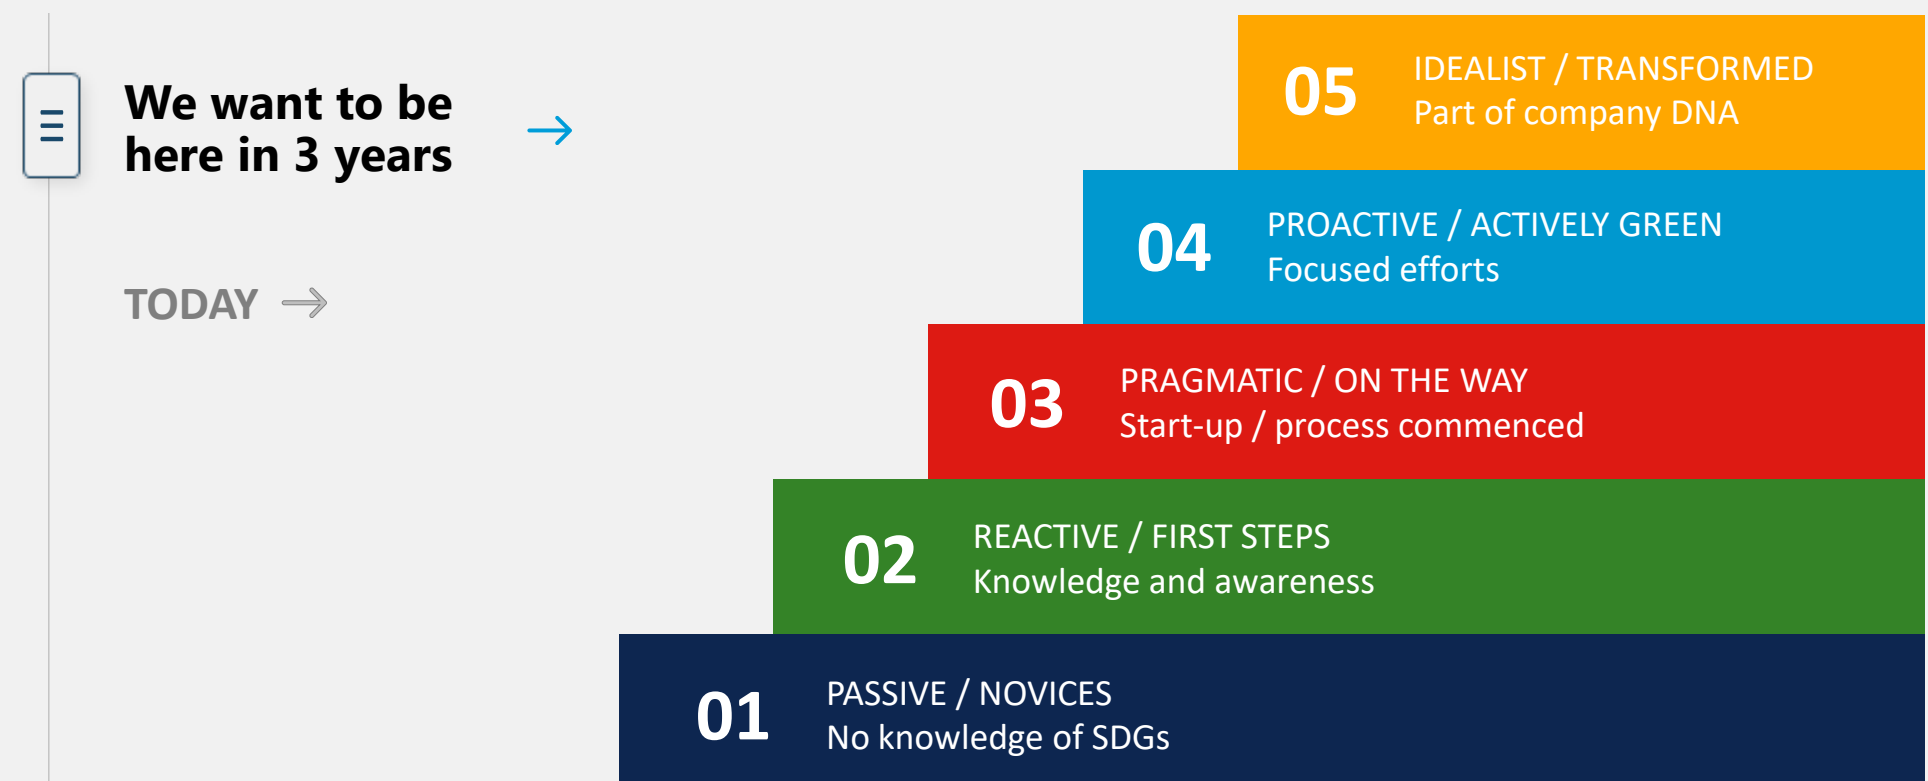 We want to be
here in 3 years
TODAY
05
IDEALIST / TRANSFORMED
Part of company DNA
04
PROACTIVE / ACTIVELY GREEN
Focused efforts
03
PRAGMATIC / ON THE WAY
Start-up / process commenced
02
REACTIVE / FIRST STEPS
Knowledge and awareness
01
PASSIVE / NOVICES
No knowledge of SDGs